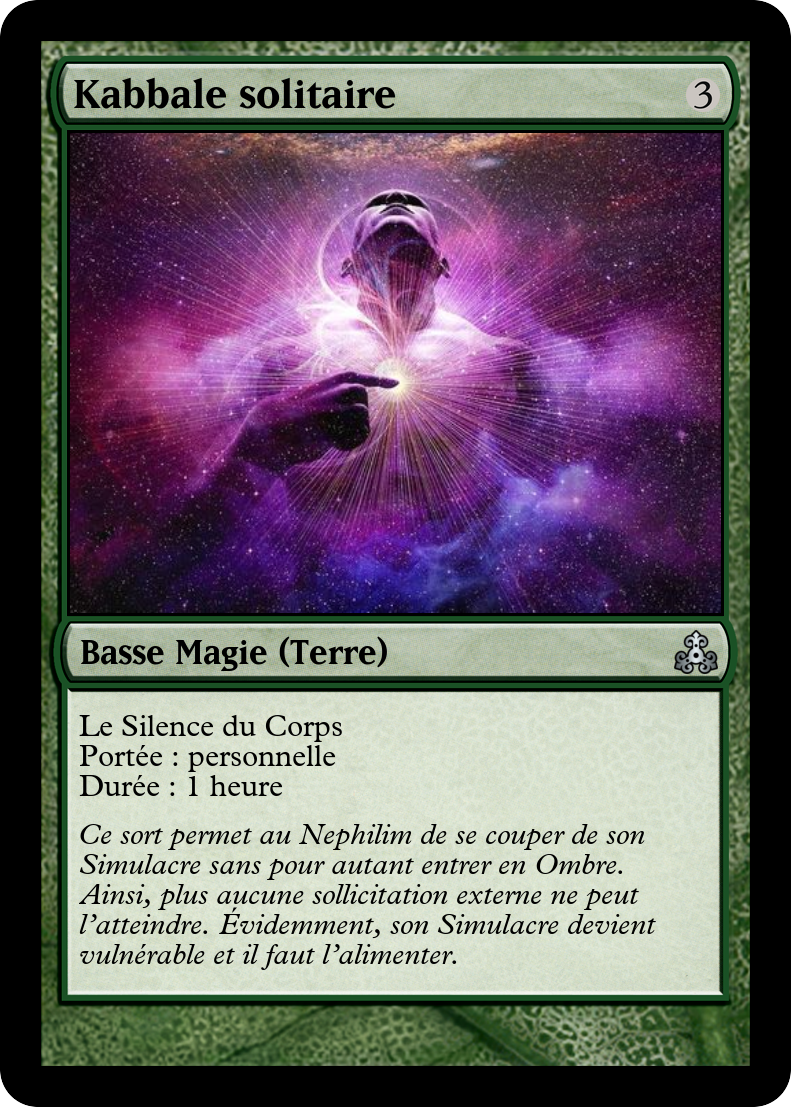 Kabbale solitaire 3
Basse Magie (Terre)
Le Silence du Corps
Portée : personnelle
Durée : 1 heure
Ce sort permet au Nephilim de se couper de son
Simulacre sans pour autant entrer en Ombre.
Ainsi, plus aucune sollicitation externe ne peut
l'atteindre. Évidemment, son Simulacre devient
vulnérable et il faut l'alimenter.